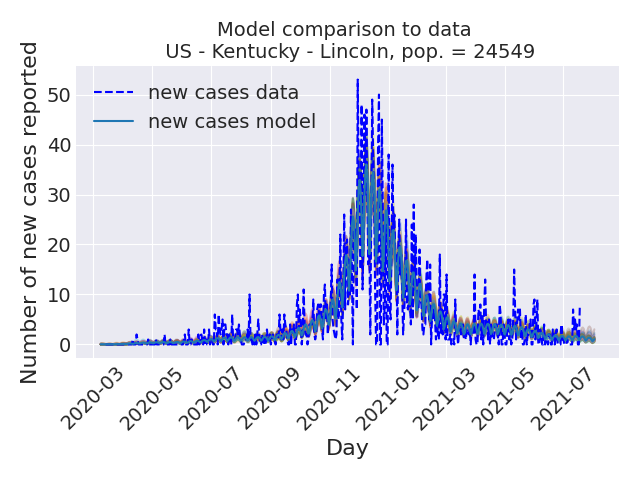 Model comparison to data
US - Kentucky - Lincoln, pop. = 24549
Number of new cases reported
new cases data
new cases model
50
40
30
20
10
0
2020-03
2020-05
2020-07
2020-09
2020-11
2021-01
2021-03
2021-05
2021-07
Day